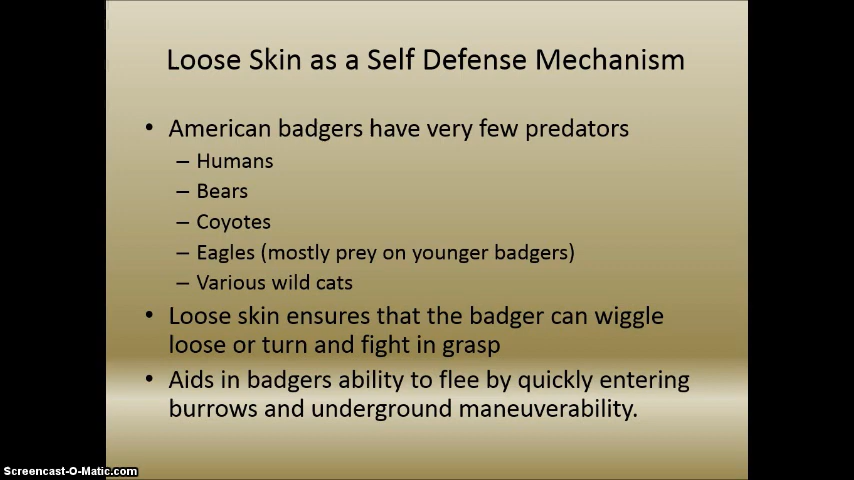 Loose Skin as a Self Defense Mechanism
• American badgers have very few predators
– Humans
– Bears
– Coyotes
– Eagles (mostly prey on younger badgers)
– Various wild cats
• Loose skin ensures that the badger can wiggle
loose or turn and fight in grasp
• Aids in badgers ability to flee by quickly entering
burrows and underground maneuverability.
Screencast-O-Matic.com